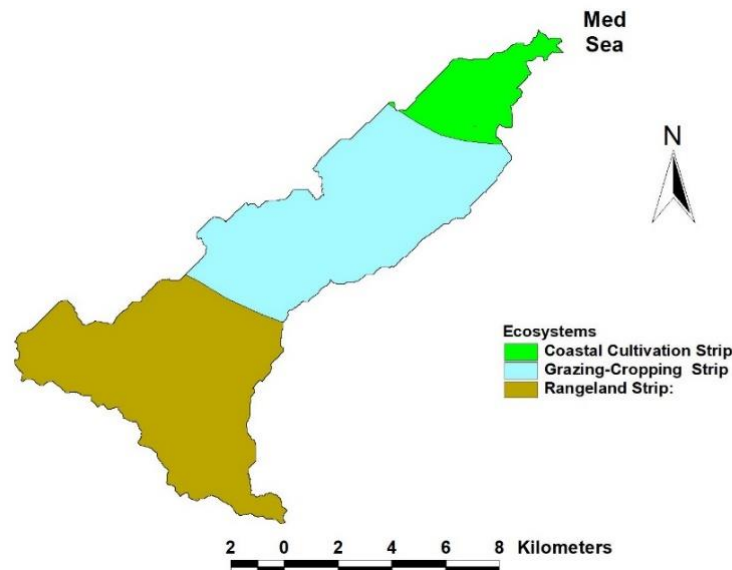 Med
Sea
N
Ecosystems
Coastal Cultivation Strip
Grazing-Cropping Strip
Rangeland Strip:
2 0 2 4 6 8 Kilometers